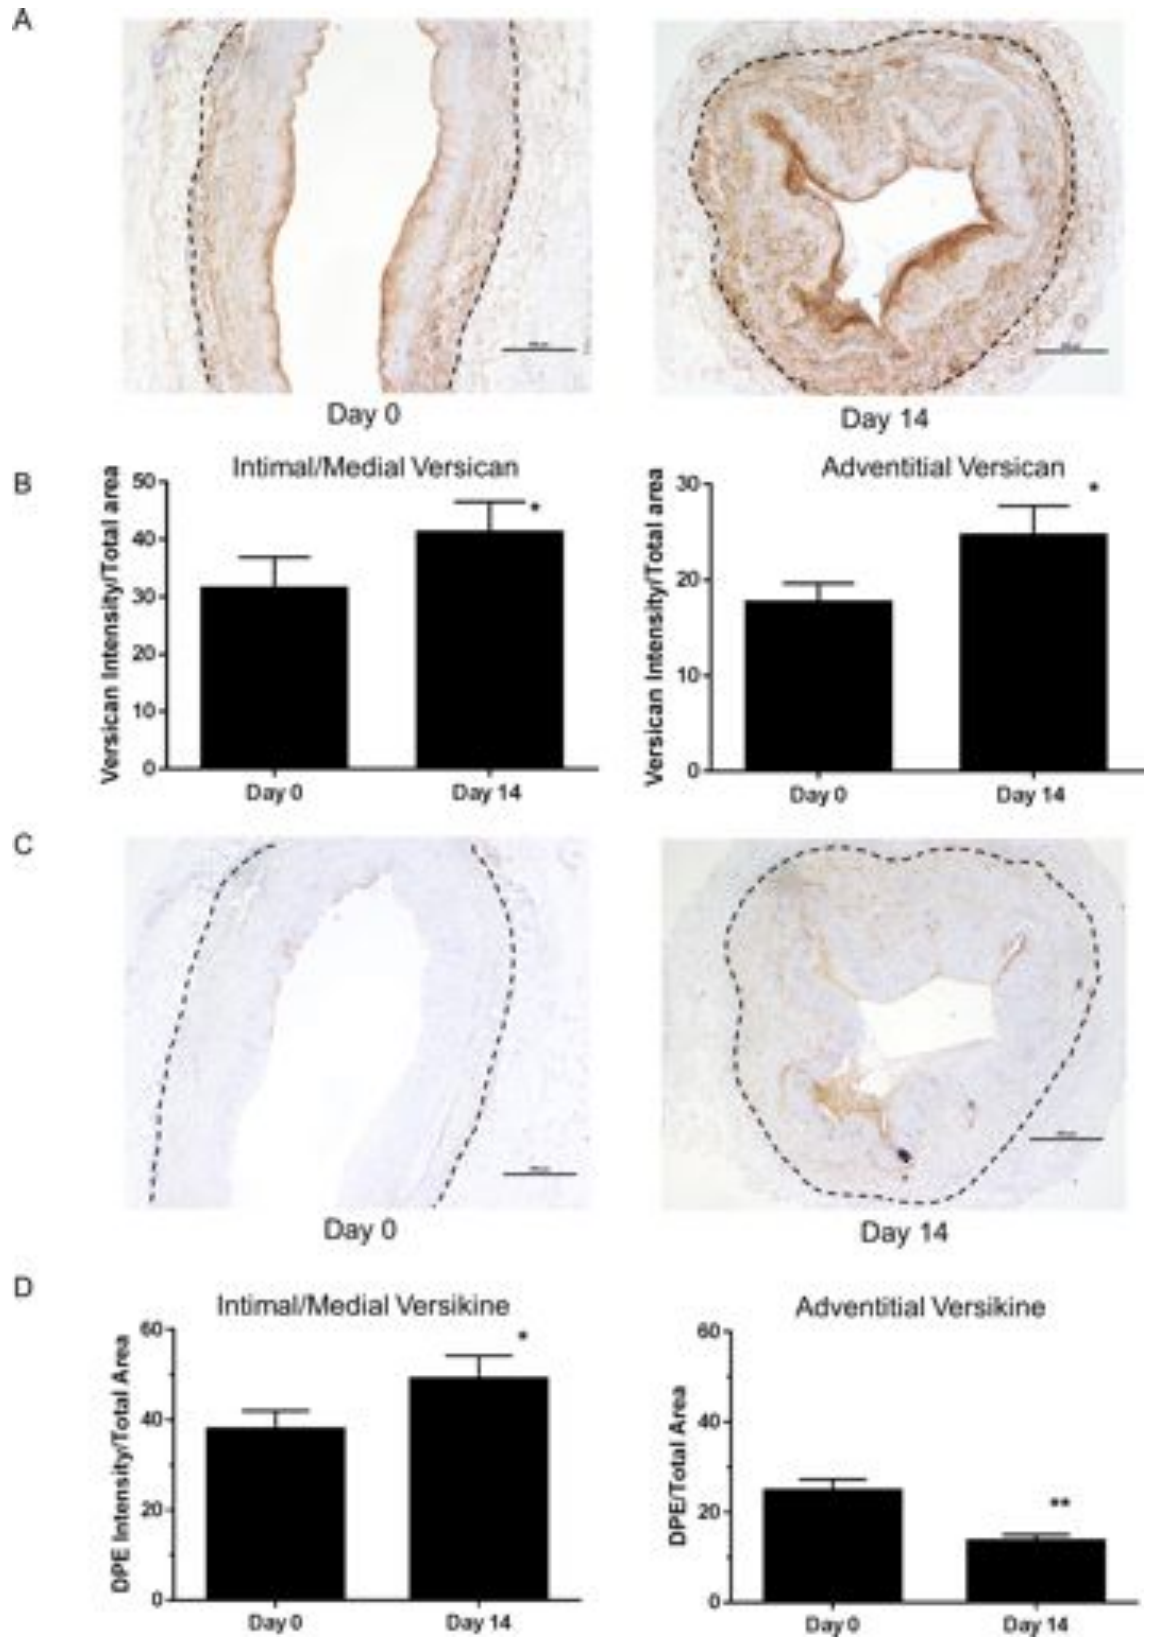 A
Day 0
Day 14
B
Intimal/Medial Versican
Versican Intensity/Total area
50
40
30
20
10
0
Day 0
Day 14
*
Adventitial Versican
Versican Intensity/Total area
30
20
10
0
Day 0
Day 14
*
C
Day 0
Day 14
D
Intimal/Medial Versikine
DPE Intensity/Total Area
60
40
20
0
Day 0
Day 14
*
Adventitial Versikine
DPE/Total Area
60
40
20
0
Day 0
Day 14
**